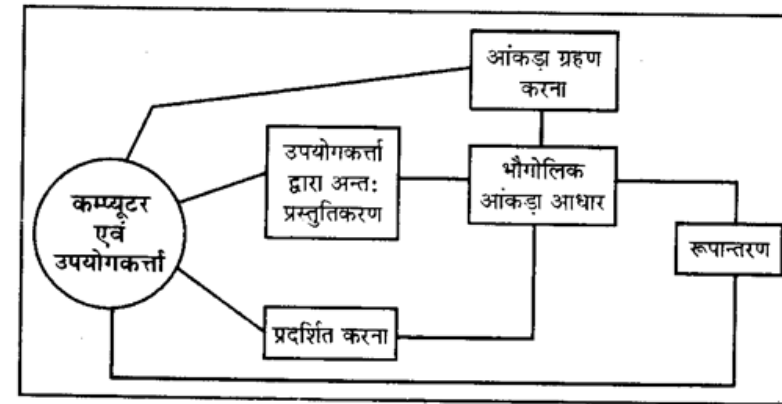 आंकड़ा ग्रहण
करना
उपयोगकर्त्ता
द्वारा अन्त:
प्रस्तुतिकरण
भौगोलिक
आंकड़ा आधार
कम्प्यूटर
एवं
उपयोगकर्त्ता
रूपान्तरण
प्रदर्शित करना